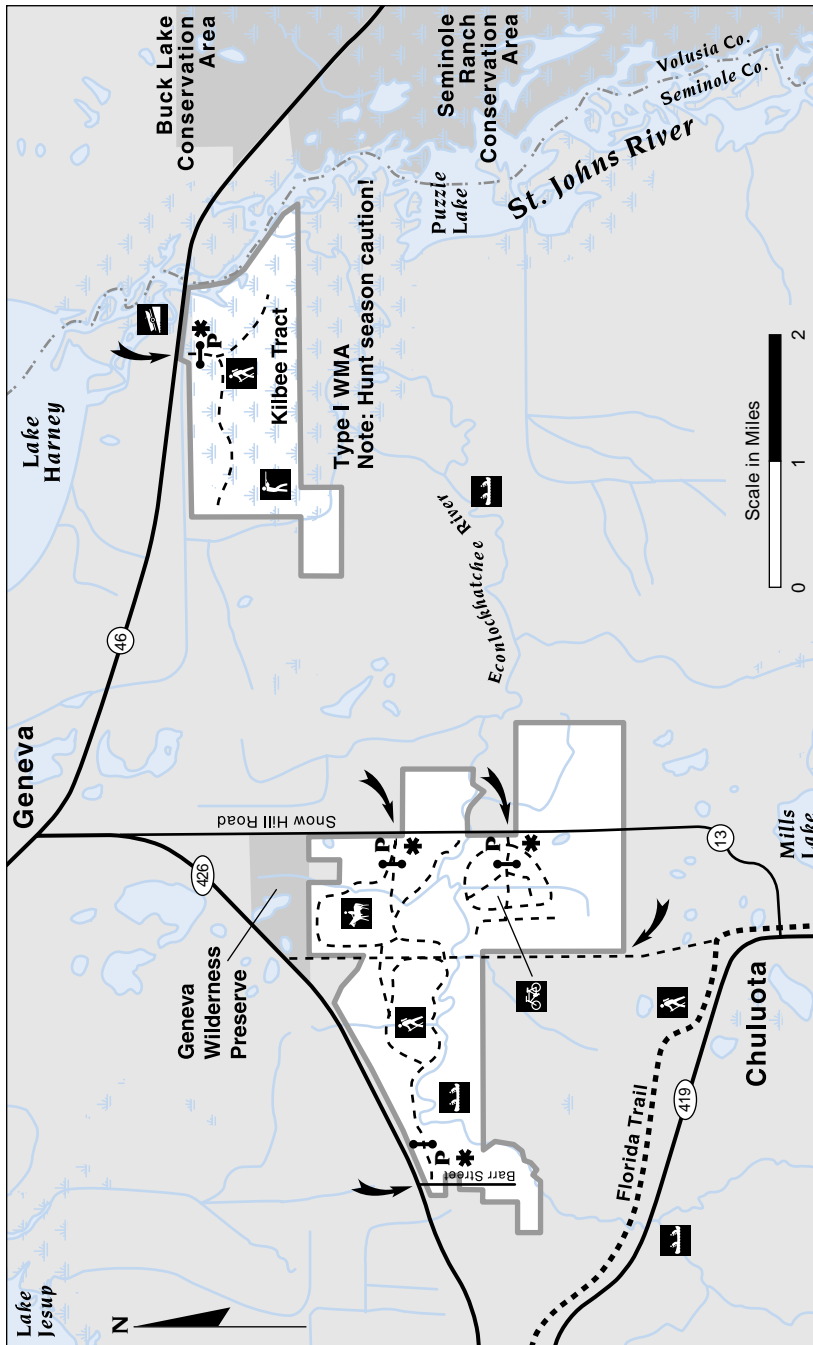 Lake
Jesup
N
Geneva
Lake
Harney
Buck Lake
Conservation
Area
46
426
Snow Hill Road
Geneva
Wilderness
Preserve
P
Kilbee Tract
Type I WMA
Note: Hunt season caution!
Seminole
Ranch
Conservation
Area
Puzzle
Lake
St. Johns River
Volusia Co.
Seminole Co.
P
P
P
Barr Street
Econlockhatchee
River
Florida Trail
419
Chuluota
13
Mills
Lake
Scale in Miles
0
1
2